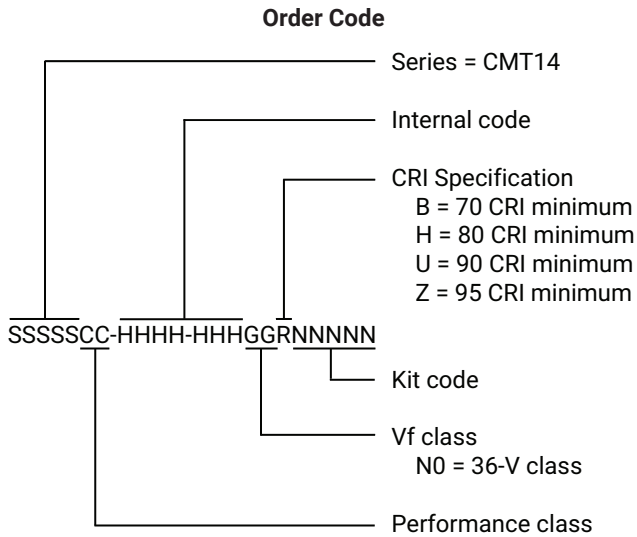 Order Code
Series = CMT14
Internal code
CRI Specification
B = 70 CRI minimum
H = 80 CRI minimum
U = 90 CRI minimum
Z = 95 CRI minimum
SSSSSCC-HHHH-HHHGGRNNNNN
Kit code
Vf class
N0 = 36-V class
Performance class